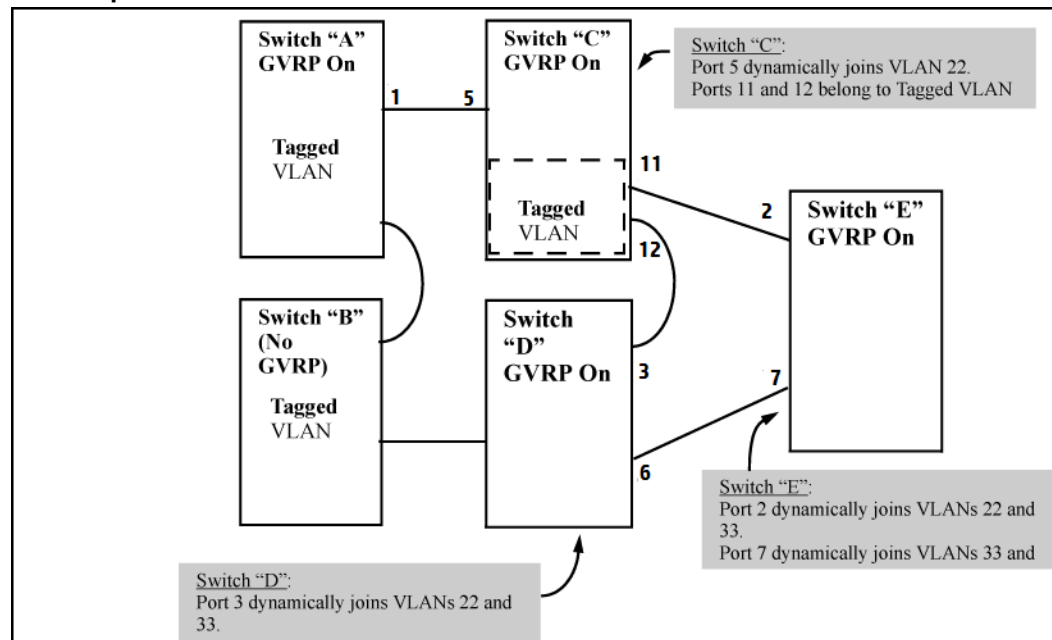 Switch “A”
GVRP On
Tagged
VLAN
1
5
Switch “C”
GVRP On
Tagged
VLAN
11
12
Switch “C”:
Port 5 dynamically joins VLAN 22.
Ports 11 and 12 belong to Tagged VLAN
2
Switch “E”
GVRP On
Switch “B”
(No
GVRP)
Tagged
VLAN
Switch
“D”
GVRP On
3
6
7
Switch “E”:
Port 2 dynamically joins VLANs 22 and
33.
Port 7 dynamically joins VLANs 33 and
Switch “D”:
Port 3 dynamically joins VLANs 22 and
33.